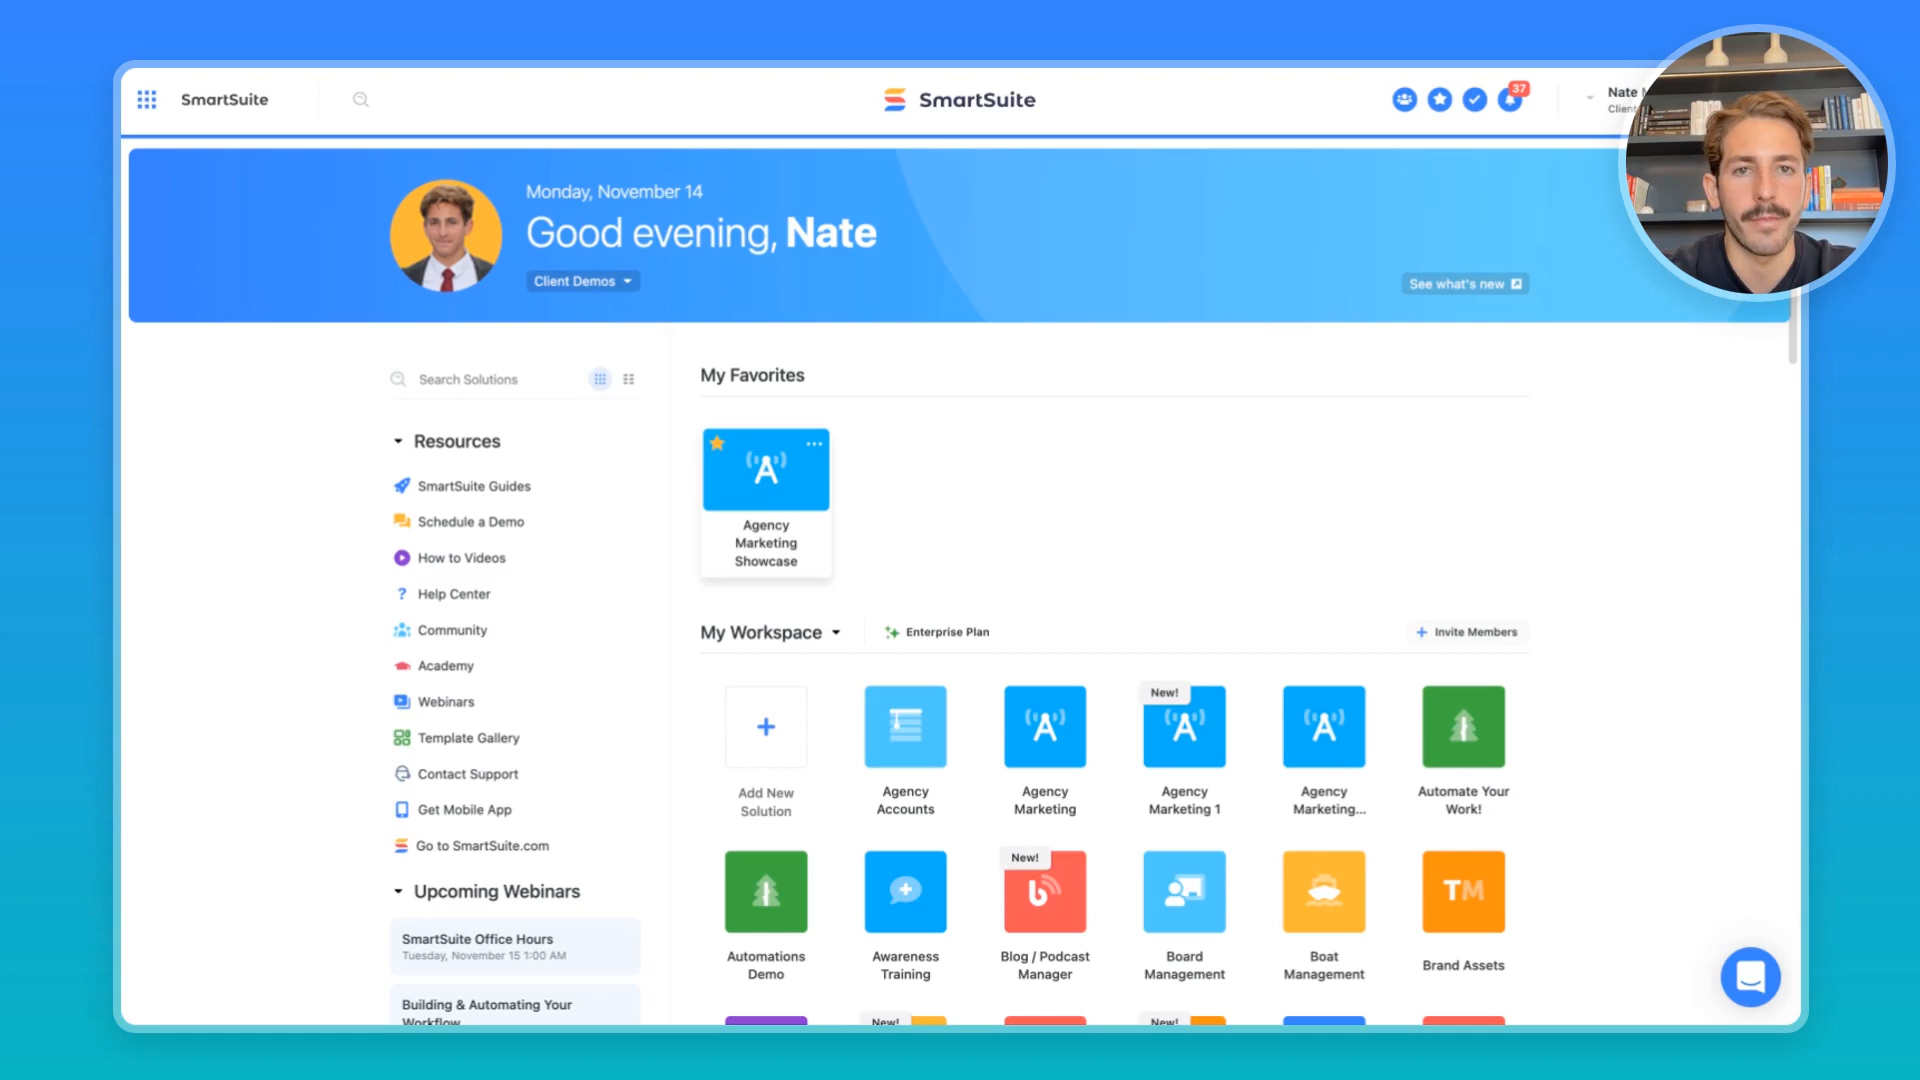 SmartSuite
SmartSuite
37
Nate
Client
Monday, November 14
Good evening, Nate
Client Demos
See what's new
Search Solutions
My Favorites
Resources
SmartSuite Guides
Schedule a Demo
How to Videos
Help Center
Community
Academy
Webinars
Template Gallery
Contact Support
Get Mobile App
Go to SmartSuite.com
Upcoming Webinars
SmartSuite Office Hours
Tuesday, November 15 1:00 AM
Building & Automating Your
Workflow
A
Agency
Marketing
Showcase
My Workspace
Enterprise Plan
Invite Members
New!
A
A
A
Add New
Solution
Agency
Accounts
Agency
Marketing
Agency
Marketing 1
Agency
Marketing...
Automate Your
Work!
New!
b
TM
Automations
Demo
Awareness
Training
Blog / Podcast
Manager
Board
Management
Boat
Management
Brand Assets
New!
New!